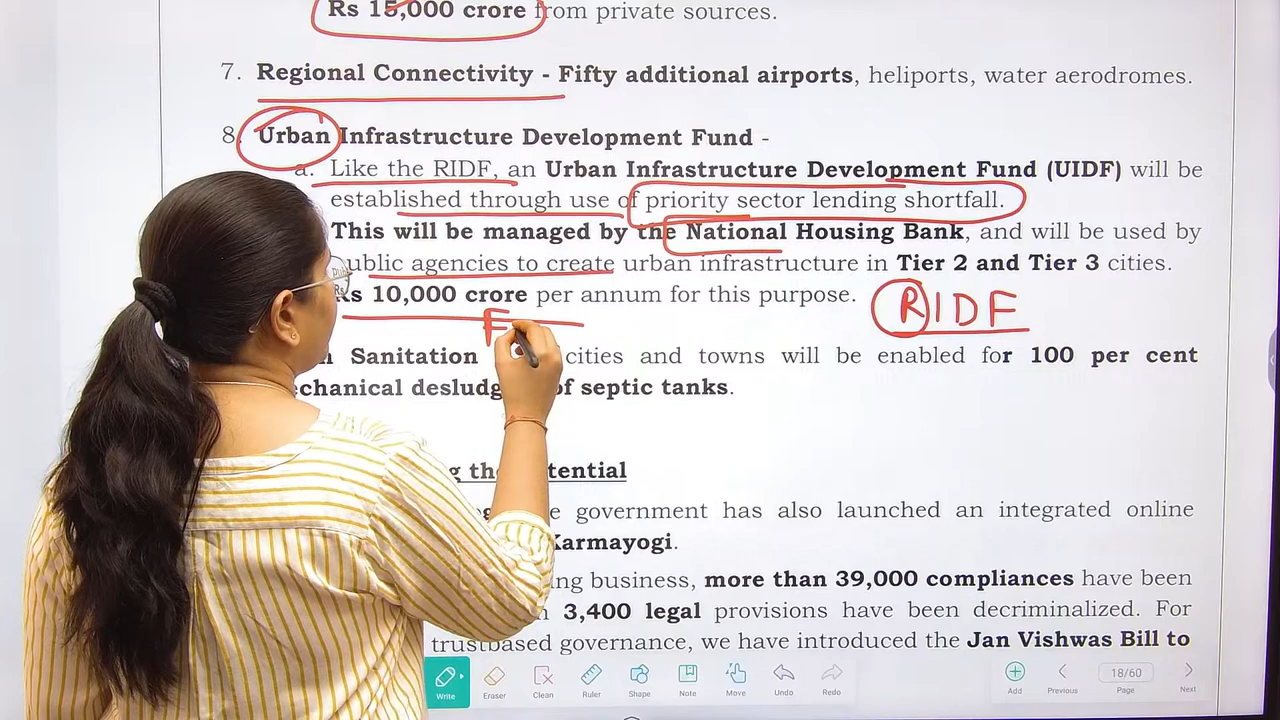 Rs 15,000 crore from private sources.
7. Regional Connectivity - Fifty additional airports, heliports, water aerodromes.
8. Urban Infrastructure Development Fund -
a. Like the RIDF, an Urban Infrastructure Development Fund (UIDF) will be
established through use of priority sector lending shortfall.
This will be managed by the National Housing Bank, and will be used by
public agencies to create urban infrastructure in Tier 2 and Tier 3 cities.
Rs 10,000 crore per annum for this purpose.
RIDF
F
Sanitation cities and towns will be enabled for 100 per cent
mechanical of septic tanks.
government has also launched an integrated online
Karmayogi.
business, more than 39,000 compliances have been
3,400 legal provisions have been decriminalized. For
trustbased governance, we have introduced the Jan Vishwas Bill to
Write Eraser Clean Ruler Shape Note Move Undo Redo
Add Previous 18/60 Page Next